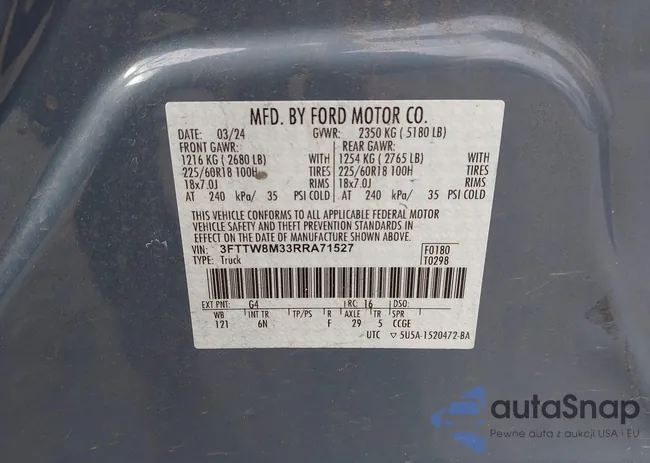 MFD. BY FORD MOTOR CO.
DATE: 03/24 GVWR: 2350 KG ( 5180 LB)
FRONT GAWR: REAR GAWR:
1216 KG ( 2680 LB) WITH 1254 KG ( 2765 LB) WITH
225/60R18 100H TIRES 225/60R18 100H TIRES
18x7.0J RIMS 18x7.0J RIMS
AT 240 kPa/ 35 PSI COLD AT 240 kPa/ 35 PSI COLD
THIS VEHICLE CONFORMS TO ALL APPLICABLE FEDERAL MOTOR
VEHICLE SAFETY AND THEFT PREVENTION STANDARDS IN
EFFECT ON THE DATE OF MANUFACTURE SHOWN ABOVE.
VIN: 3FTTW8M33RRA71527 F0180
TYPE: Truck T0298
EXT PNT: G4 RC: 16 DSO:
WB INT TR TP/PS R AXLE TR SPR
121 6N F 29 5 CCGE
UTC ▽ 5U5A-1520472-BA
autoSnap
Pewne auta z aukcji USA i EU